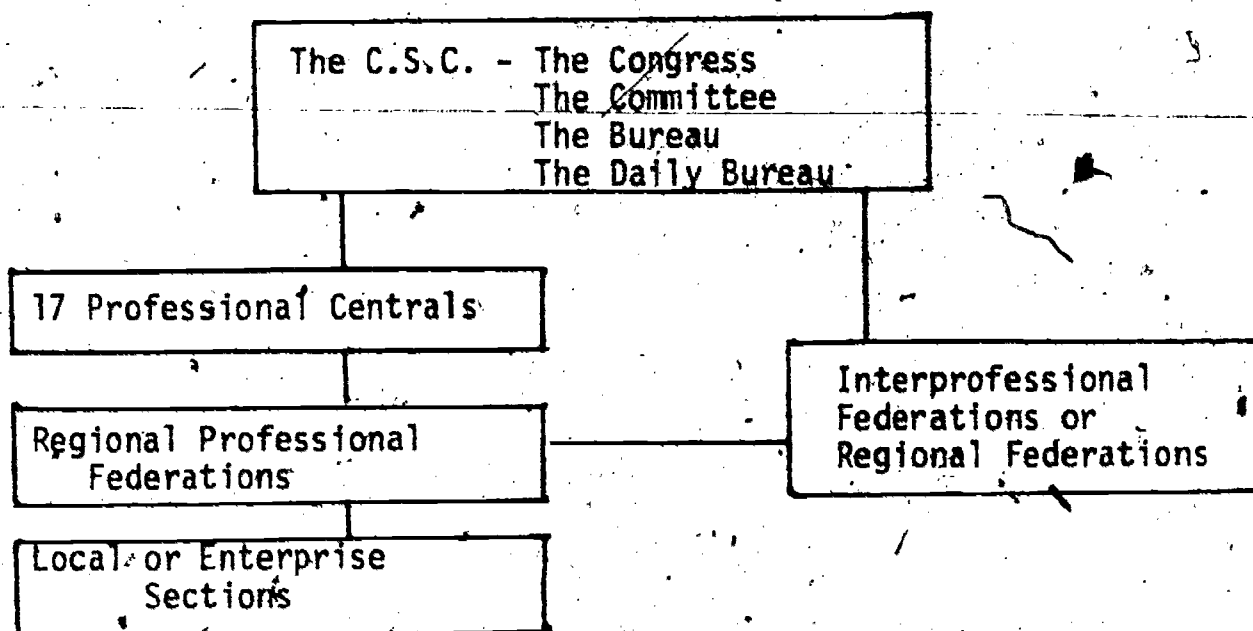 The C.S.C. - The Congress
The Committee
The Bureau
The Daily Bureau
17 Professional Centrals
Regional Professional
Federations
Interprofessional
Federations or
Regional Federations
Local or Enterprise
Sections